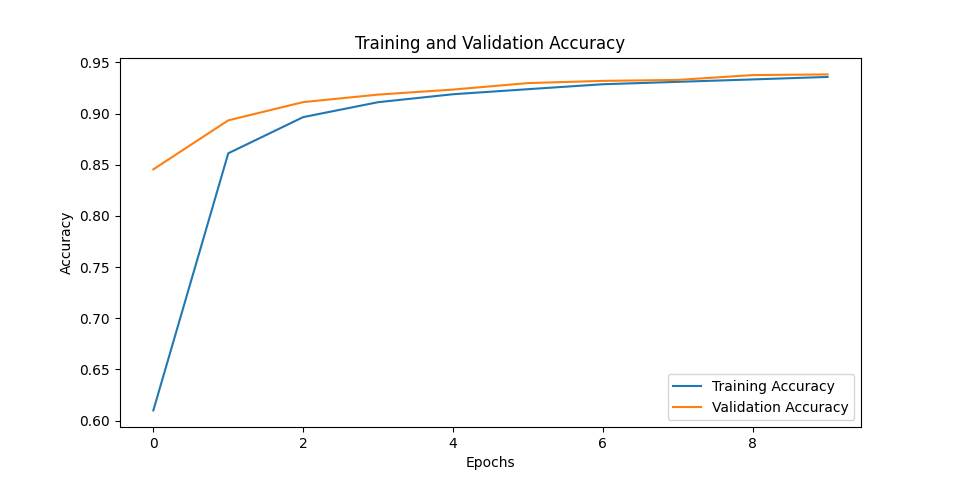 Training and Validation Accuracy
Accuracy
0.95
0.90
0.85
0.80
0.75
0.70
0.65
0.60
Training Accuracy
Validation Accuracy
0 2 4 6 8
Epochs